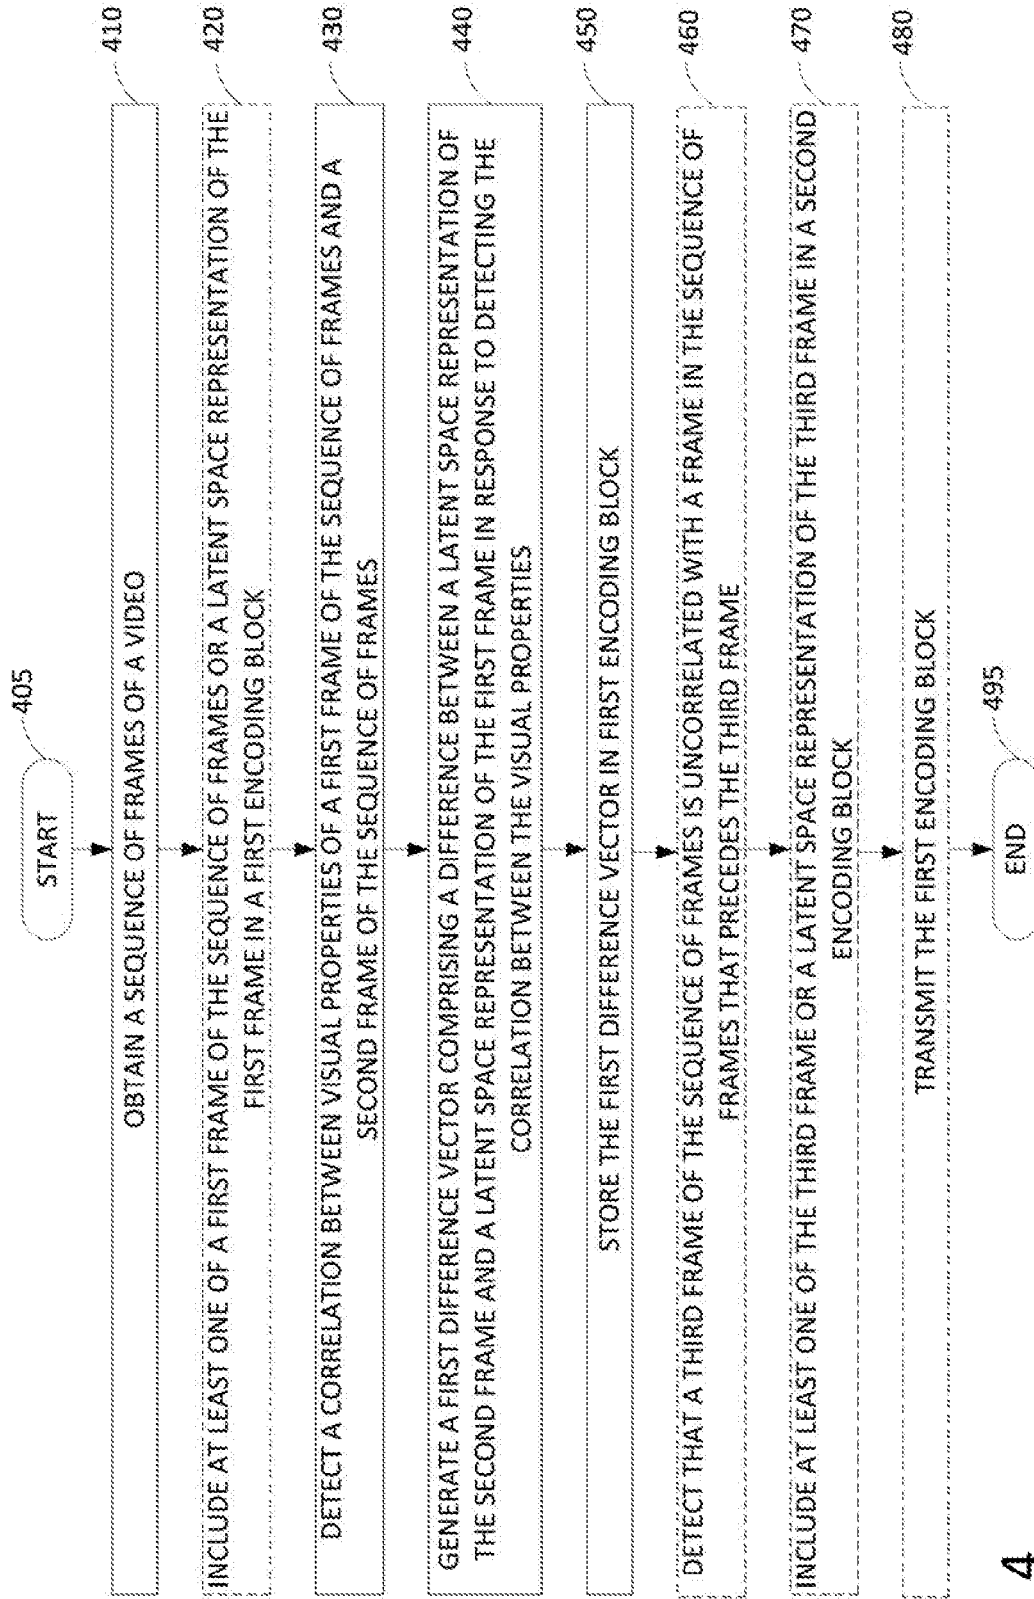 START
405
OBTAIN A SEQUENCE OF FRAMES OF A VIDEO
410
INCLUDE AT LEAST ONE OF A FIRST FRAME OF THE SEQUENCE OF FRAMES OR A LATENT SPACE REPRESENTATION OF THE
FIRST FRAME IN A FIRST ENCODING BLOCK
420
DETECT A CORRELATION BETWEEN VISUAL PROPERTIES OF A FIRST FRAME OF THE SEQUENCE OF FRAMES AND A
SECOND FRAME OF THE SEQUENCE OF FRAMES
430
GENERATE A FIRST DIFFERENCE VECTOR COMPRISING A DIFFERENCE BETWEEN A LATENT SPACE REPRESENTATION OF
THE SECOND FRAME AND A LATENT SPACE REPRESENTATION OF THE FIRST FRAME IN RESPONSE TO DETECTING THE
CORRELATION BETWEEN THE VISUAL PROPERTIES
440
STORE THE FIRST DIFFERENCE VECTOR IN FIRST ENCODING BLOCK
450
DETECT THAT A THIRD FRAME OF THE SEQUENCE OF FRAMES IS UNCORRELATED WITH A FRAME IN THE SEQUENCE OF
FRAMES THAT PRECEDES THE THIRD FRAME
460
INCLUDE AT LEAST ONE OF THE THIRD FRAME OR A LATENT SPACE REPRESENTATION OF THE THIRD FRAME IN A SECOND
ENCODING BLOCK
470
TRANSMIT THE FIRST ENCODING BLOCK
480
END
495
4